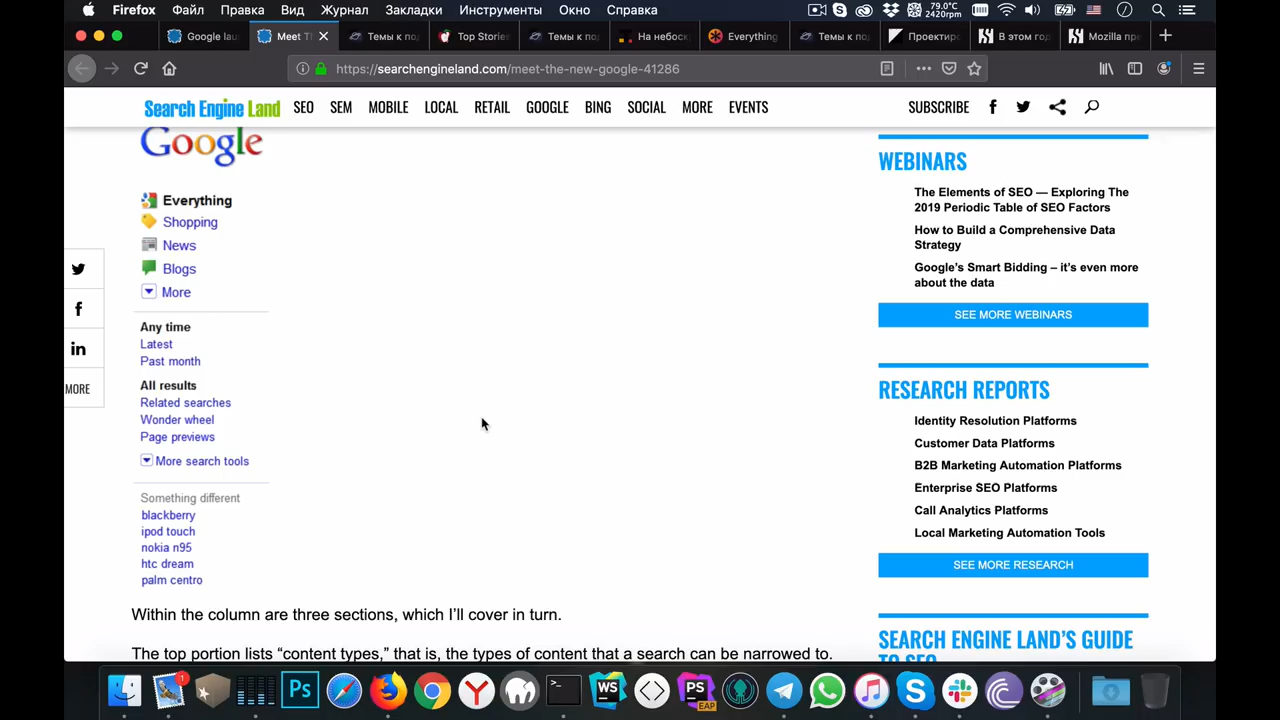 Firefox Файл Правка Вид Журнал Закладки Инструменты Окно Справка 79.0°C 2420rpm
Google lau Meet Th Темы к по Top Stories Темы к по На небоск Everything Темы к по Проектир В этом год Mozilla пре
https://searchengineland.com/meet-the-new-google-41286
Search Engine Land SEO SEM MOBILE LOCAL RETAIL GOOGLE BING SOCIAL MORE EVENTS SUBSCRIBE
Google
Everything
Shopping
News
Blogs
More
Any time
Latest
Past month
All results
Related searches
Wonder wheel
Page previews
More search tools
Something different
blackberry
ipod touch
nokia n95
htc dream
palm centro
MORE
Within the column are three sections, which I’ll cover in turn.
The top portion lists “content types,” that is, the types of content that a search can be narrowed to.
WEBINARS
The Elements of SEO — Exploring The
2019 Periodic Table of SEO Factors
How to Build a Comprehensive Data
Strategy
Google’s Smart Bidding – it’s even more
about the data
SEE MORE WEBINARS
RESEARCH REPORTS
Identity Resolution Platforms
Customer Data Platforms
B2B Marketing Automation Platforms
Enterprise SEO Platforms
Call Analytics Platforms
Local Marketing Automation Tools
SEE MORE RESEARCH
SEARCH ENGINE LAND’S GUIDE
TO SEO
1 Ps WS PS EAP